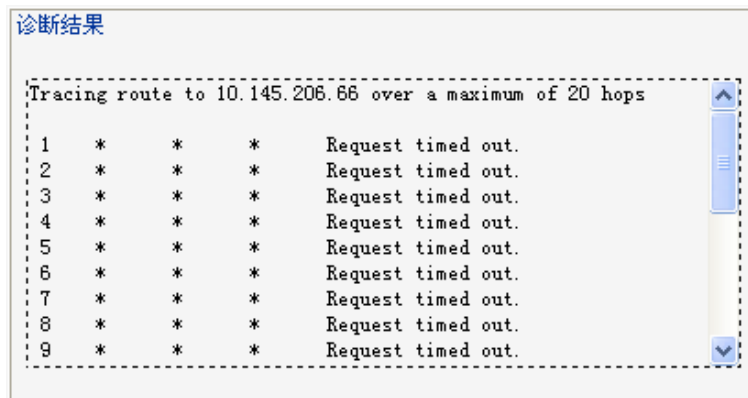 诊断结果
Tracing route to 10.145.206.66 over a maximum of 20 hops
1 * * * Request timed out.
2 * * * Request timed out.
3 * * * Request timed out.
4 * * * Request timed out.
5 * * * Request timed out.
6 * * * Request timed out.
7 * * * Request timed out.
8 * * * Request timed out.
9 * * * Request timed out.